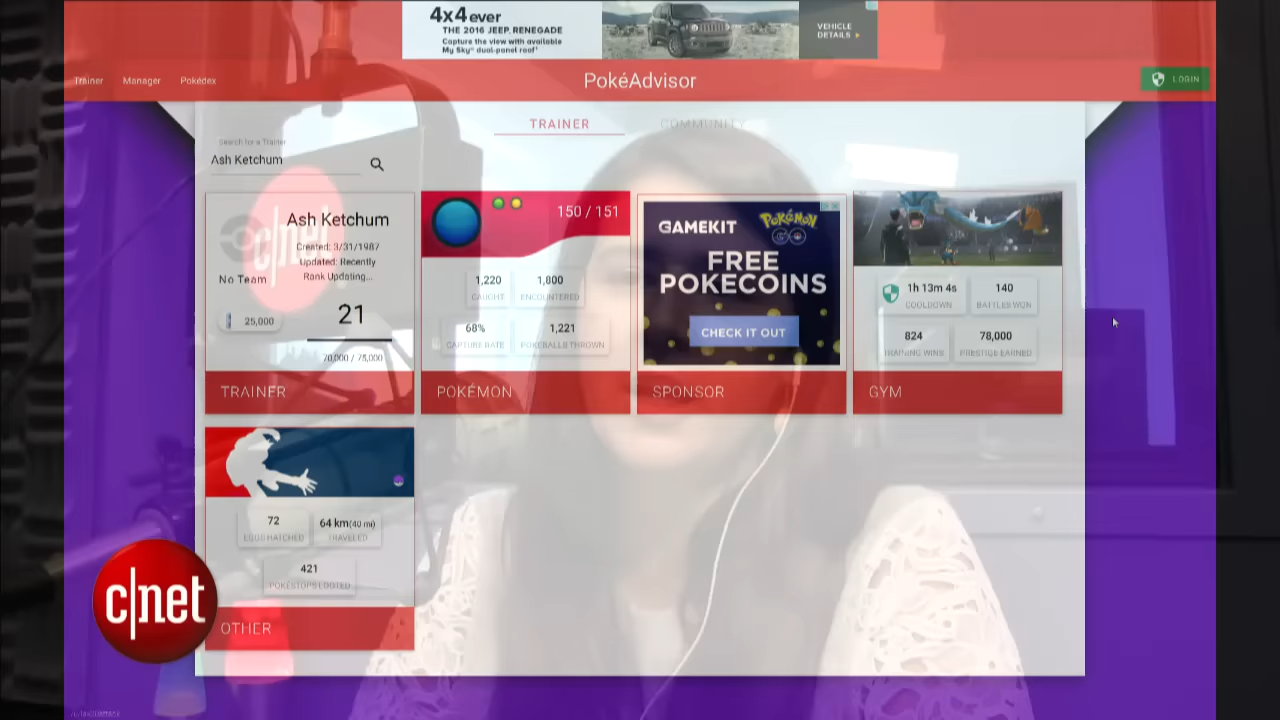 4x4ever
THE 2016 JEEP RENEGADE
Capture the view with available
My Sky® dual-panel roof
VEHICLE
DETAILS
Trainer
Manager
Pokédex
PokéAdvisor
LOGIN
TRAINER
COMMUNITY
Search for a Trainer
Ash Ketchum
Ash Ketchum
Created: 3/31/1987
Updated: Recently
Rank Updating...
No Team
25,000
21
70,000 / 75,000
TRAINER
150 / 151
1,220
CAUGHT
1,800
ENCOUNTERED
68%
CAPTURE RATE
1,221
POKEBALLS THROWN
POKÉMON
GAMEKIT
POKÉMON
GO
FREE
POKECOINS
CHECK IT OUT
SPONSOR
1h 13m 4s
COOLDOWN
140
BATTLES WON
824
TRAINING WINS
78,000
PRESTIGE EARNED
GYM
72
EGGS HATCHED
64 km(40 mi)
TRAVELED
421
POKÉSTOPS LOOTED
OTHER
c|net
c|net